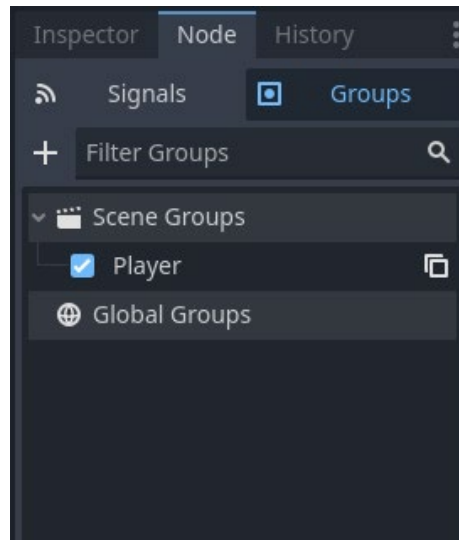 Inspector Node History
Signals Groups
Filter Groups
Scene Groups
Player
Global Groups